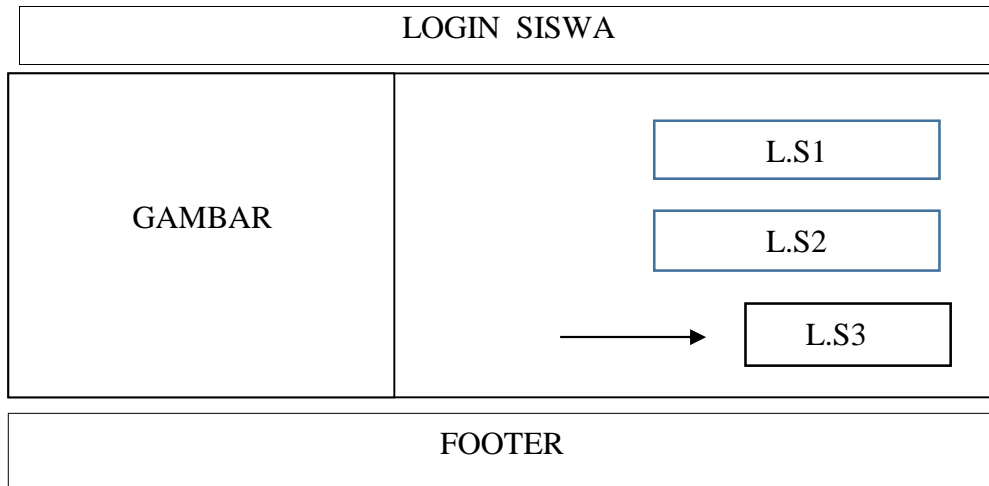 LOGIN SISWA
L.S1
GAMBAR
L.S2
L.S3
FOOTER